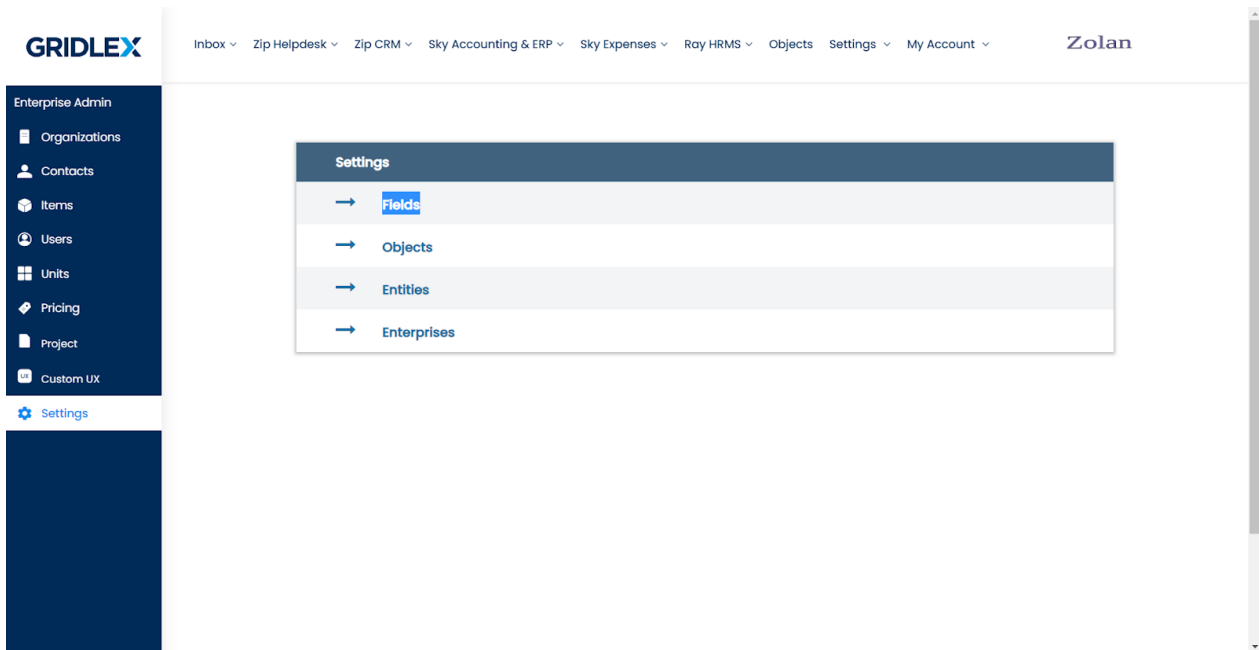 GRIDLEX
Inbox Zip Helpdesk Zip CRM Sky Accounting & ERP Sky Expenses Ray HRMS Objects Settings My Account Zolan
Enterprise Admin
Organizations
Contacts
Items
Users
Units
Pricing
Project
UX Custom UX
Settings
Settings
Fields
Objects
Entities
Enterprises